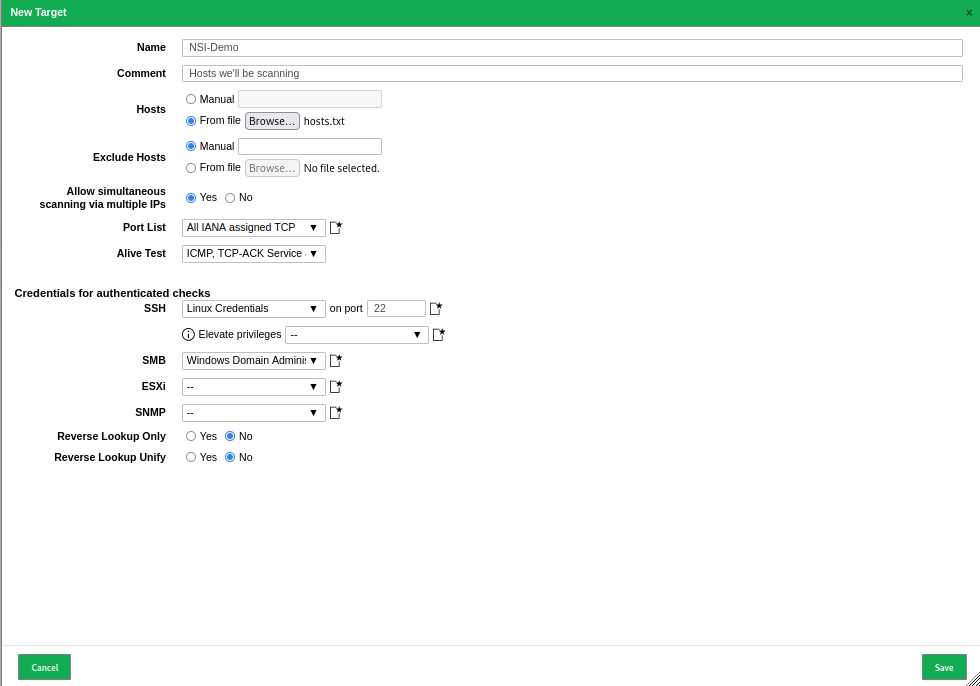 New Target ×
Name NSI-Demo
Comment Hosts we'll be scanning
Hosts Manual
From file Browse... hosts.txt
Exclude Hosts Manual
From file Browse... No file selected.
Allow simultaneous
scanning via multiple IPs Yes No
Port List All IANA assigned TCP ▼
Alive Test ICMP, TCP-ACK Service ▼
Credentials for authenticated checks
SSH Linux Credentials ▼ on port 22
Elevate privileges -- ▼
SMB Windows Domain Adminis ▼
ESXi -- ▼
SNMP -- ▼
Reverse Lookup Only Yes No
Reverse Lookup Unify Yes No
Cancel Save